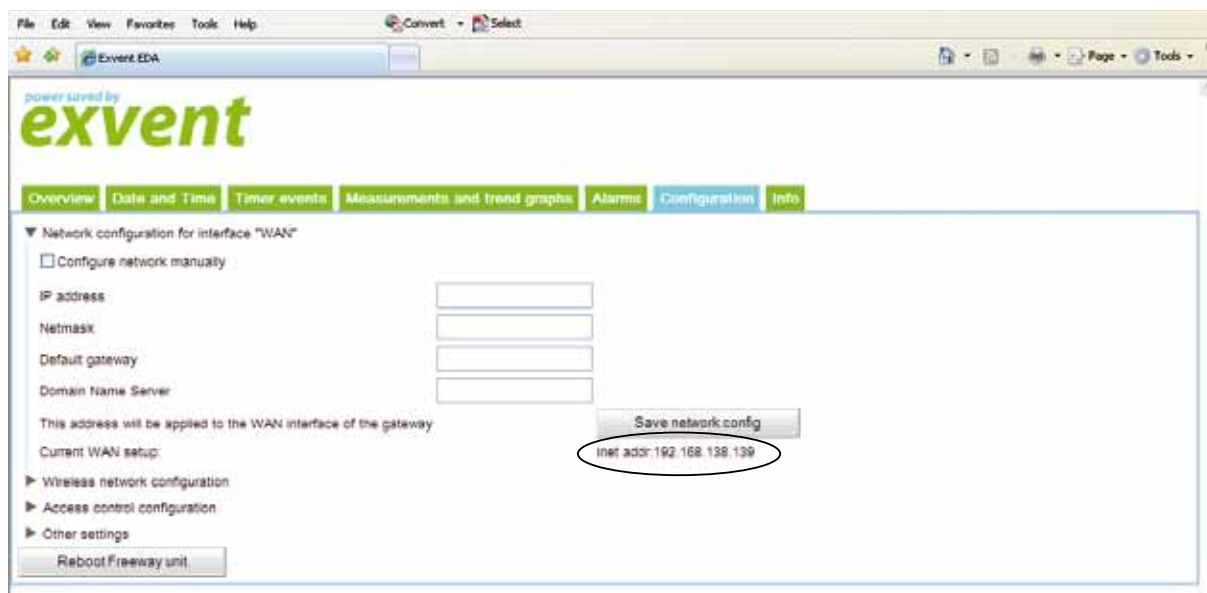 File Edit View Favorites Tools Help Convert Select
Exvent EDA Page Tools
power saved by
exvent
Overview Date and Time Timer events Measurements and trend graphs Alarms Configuration Info
Network configuration for interface "WAN"
Configure network manually
IP address
Netmask
Default gateway
Domain Name Server
This address will be applied to the WAN interface of the gateway Save network config
Current WAN setup: inet addr:192.168.138.139
Wireless network configuration
Access control configuration
Other settings
Reboot Freeway unit